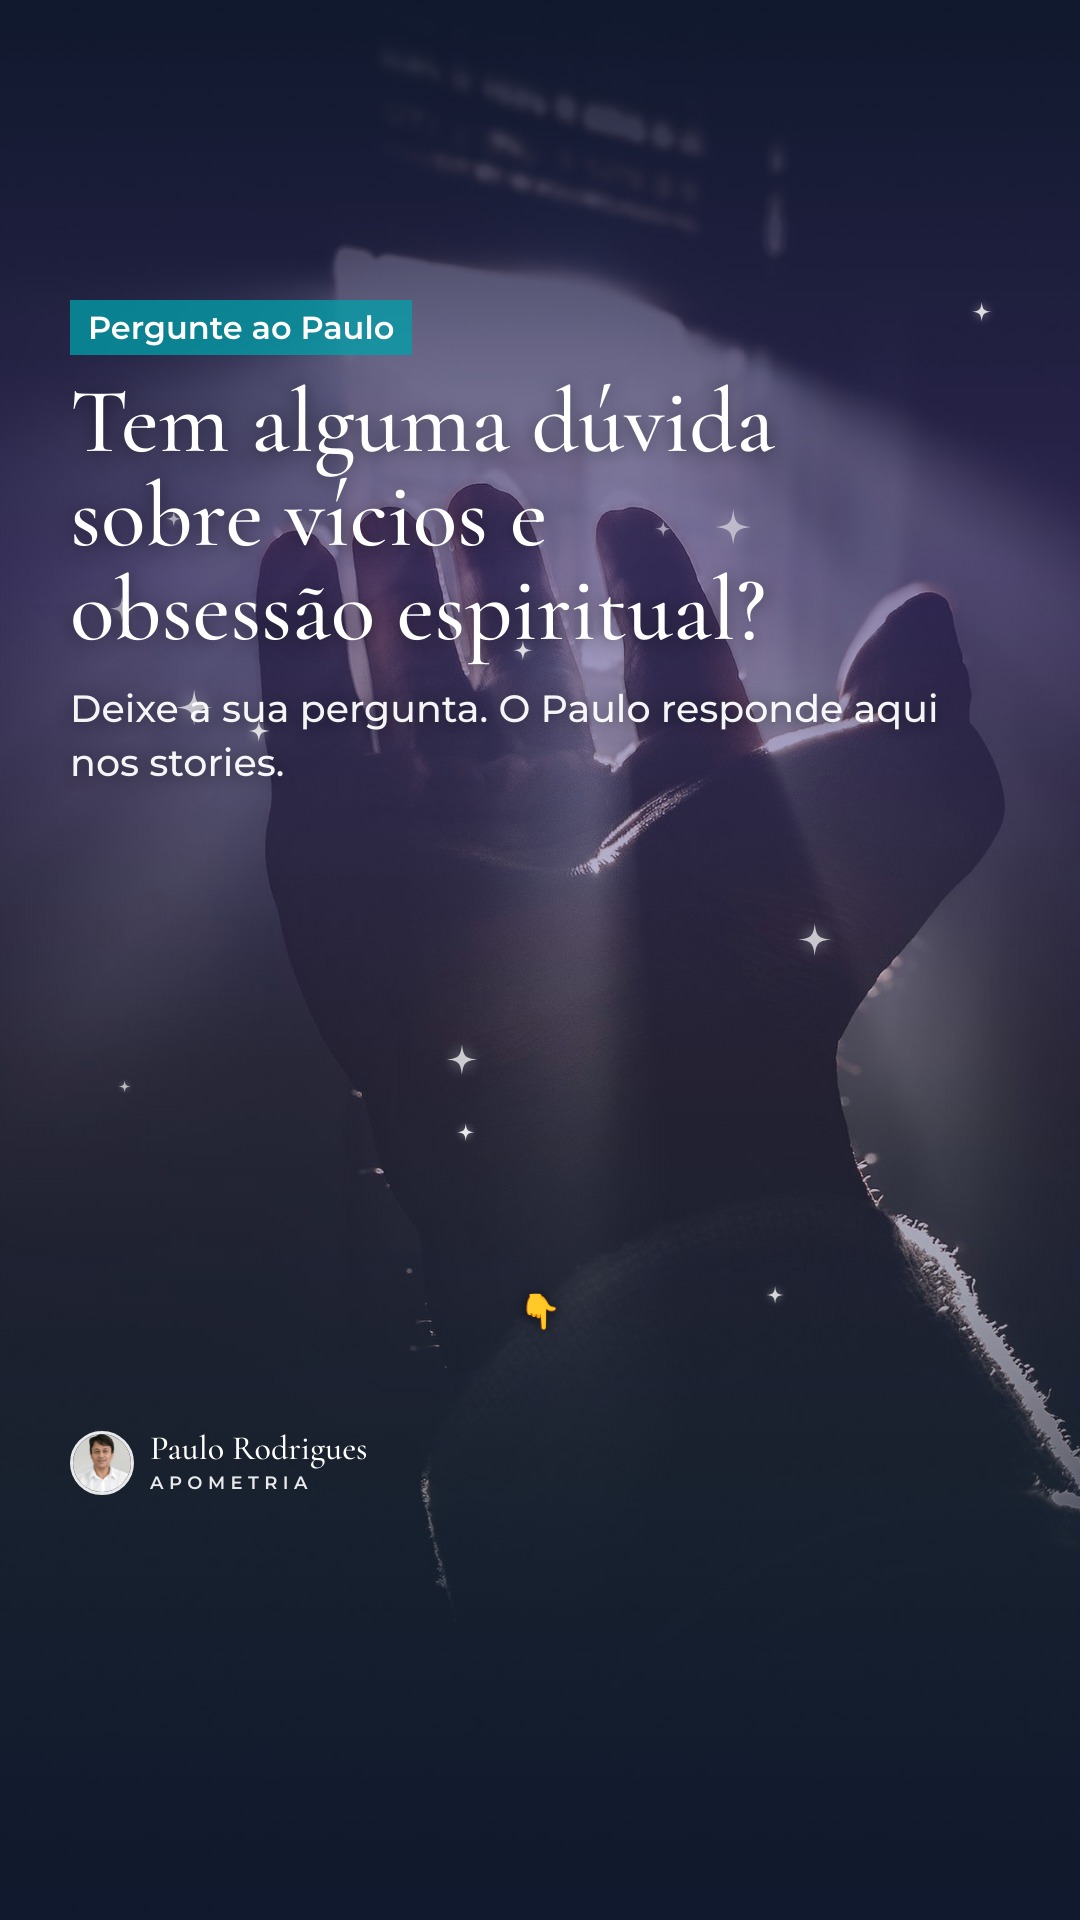 Pergunte ao Paulo
Tem alguma dúvida
sobre vícios e
obsessão espiritual?
Deixe a sua pergunta. O Paulo responde aqui
nos stories.
Paulo Rodrigues
APOMETRIA